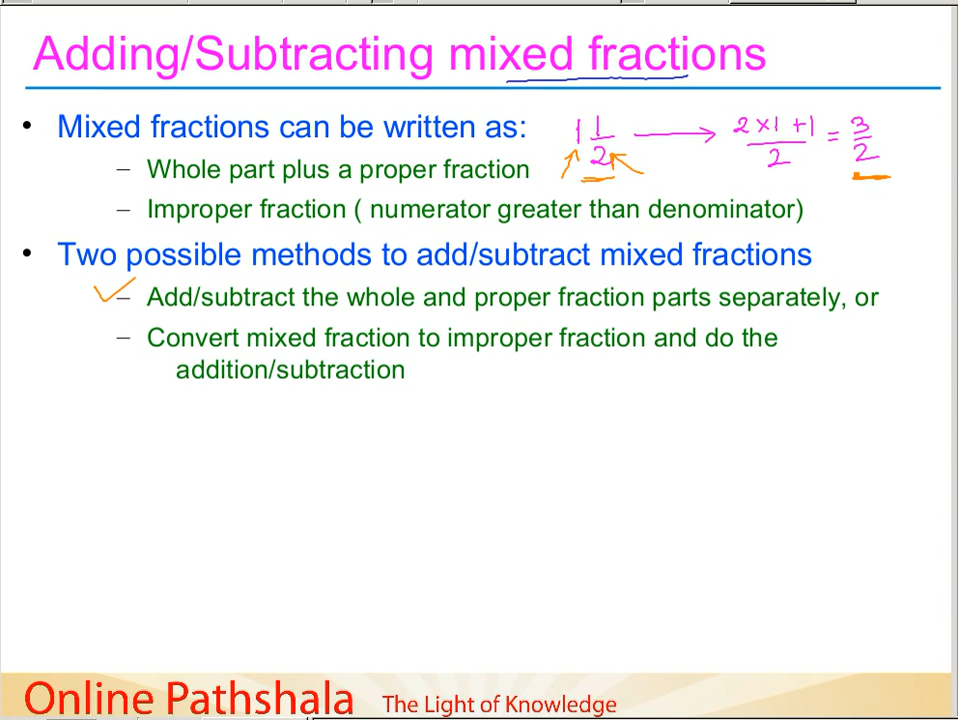 Adding/Subtracting mixed fractions
• Mixed fractions can be written as:
1 1/2 → 2×1+1/2 = 3/2
– Whole part plus a proper fraction
– Improper fraction ( numerator greater than denominator)
• Two possible methods to add/subtract mixed fractions
– Add/subtract the whole and proper fraction parts separately, or
– Convert mixed fraction to improper fraction and do the
addition/subtraction
Online Pathshala The Light of Knowledge